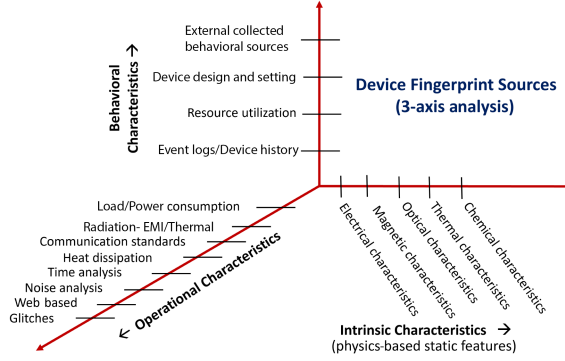 External collected
behavioral sources
Device design and setting
Resource utilization
Event logs/Device history
Behavioral
Characteristics →
Device Fingerprint Sources
(3-axis analysis)
Load/Power consumption
Radiation- EMI/Thermal
Communication standards
Heat dissipation
Time analysis
Noise analysis
Web based
Glitches
← Operational Characteristics
Electrical characteristics
Magnetic characteristics
Optical characteristics
Thermal characteristics
Chemical characteristics
Intrinsic Characteristics →
(physics-based static features)